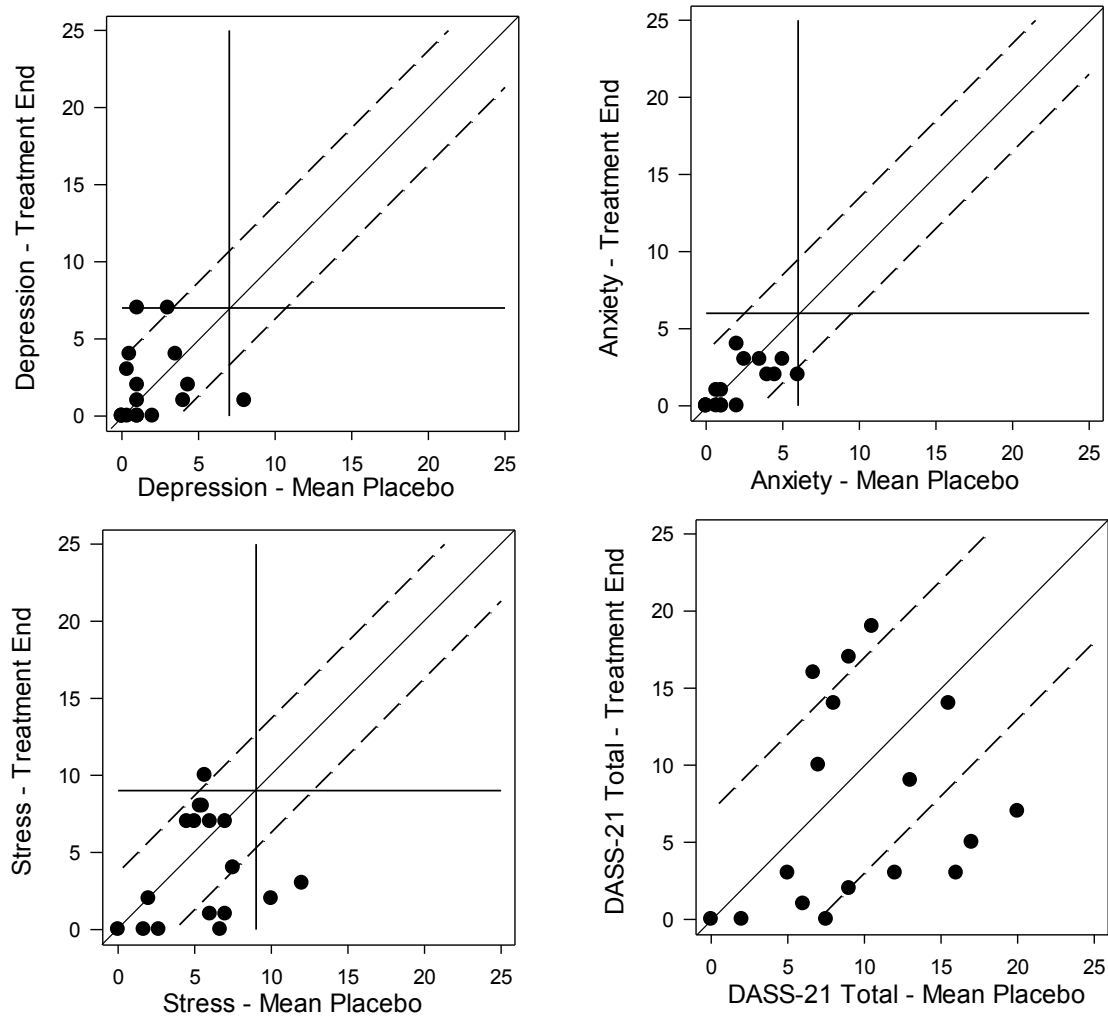 Depression - Treatment End
25
20
15
10
5
0
0 5 10 15 20 25
Depression - Mean Placebo
Anxiety - Treatment End
25
20
15
10
5
0
0 5 10 15 20 25
Anxiety - Mean Placebo
Stress - Treatment End
25
20
15
10
5
0
0 5 10 15 20 25
Stress - Mean Placebo
DASS-21 Total - Treatment End
25
20
15
10
5
0
0 5 10 15 20 25
DASS-21 Total - Mean Placebo